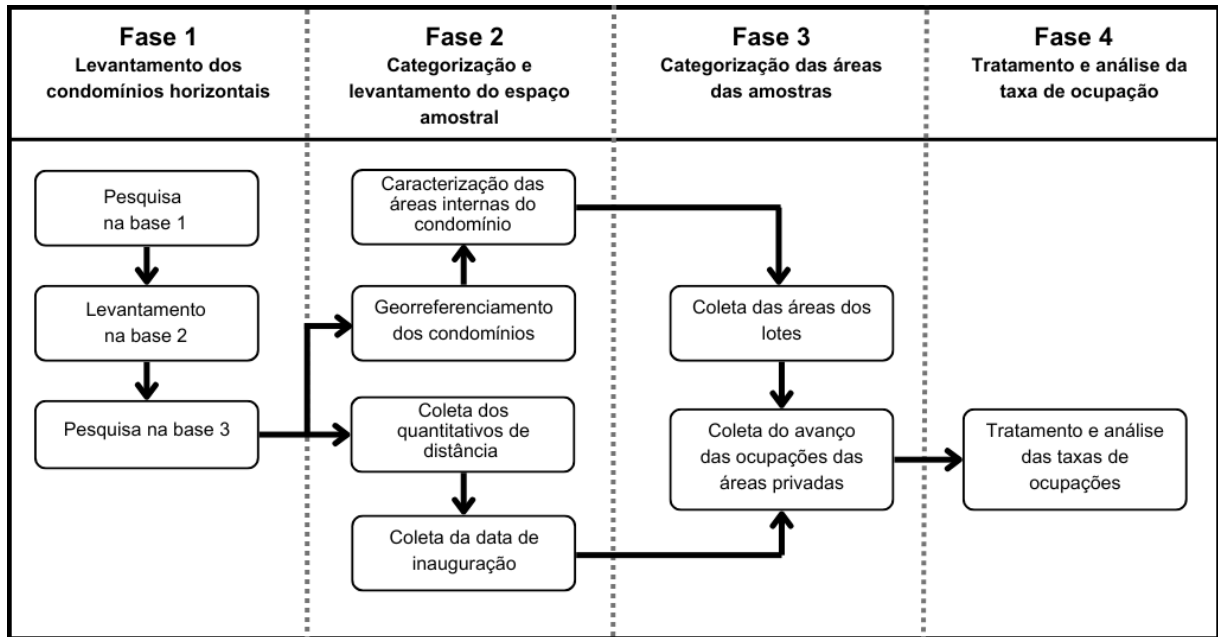 Fase 1
Levantamento dos
condomínios horizontais
Fase 2
Categorização e
levantamento do espaço
amostral
Fase 3
Categorização das áreas
das amostras
Fase 4
Tratamento e análise da
taxa de ocupação
Pesquisa
na base 1
Levantamento
na base 2
Pesquisa na base 3
Caracterização das
áreas internas do
condomínio
Georreferenciamento
dos condomínios
Coleta dos
quantitativos de
distância
Coleta da data de
inauguração
Coleta das áreas dos
lotes
Coleta do avanço
das ocupações das
áreas privadas
Tratamento e análise
das taxas de
ocupações